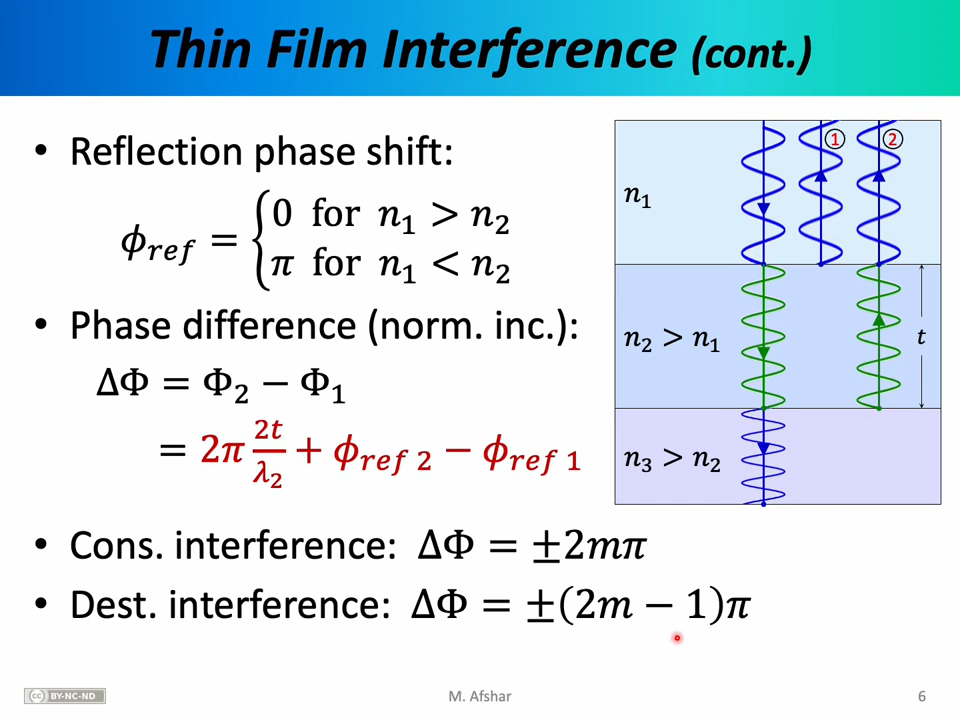 Thin Film Interference (cont.)
• Reflection phase shift:
ϕ_ref = { 0 for n₁ > n₂
π for n₁ < n₂
• Phase difference (norm. inc.):
ΔΦ = Φ₂ − Φ₁
= 2π 2t/λ₂ + ϕ_ref 2 − ϕ_ref 1
• Cons. interference: ΔΦ = ±2mπ
• Dest. interference: ΔΦ = ±(2m − 1)π
① ②
n₁
n₂ > n₁
t
n₃ > n₂
cc BY-NC-ND
M. Afshar
6